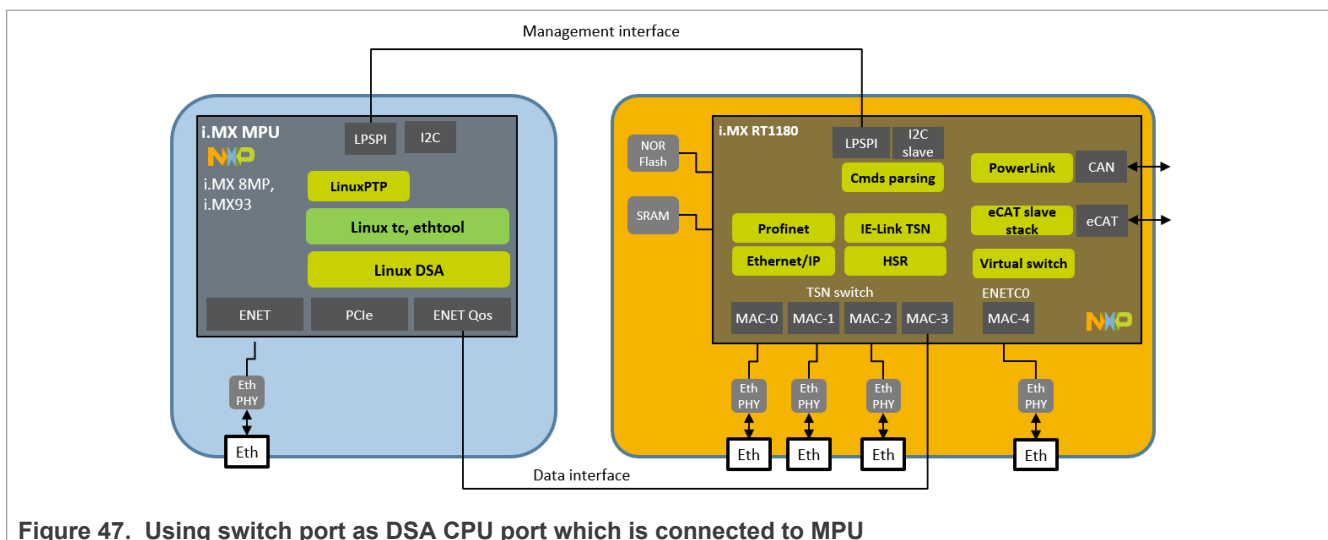 Management interface
i.MX MPU
NXP
i.MX 8MP,
i.MX93
LPSPI
I2C
LinuxPTP
Linux tc, ethtool
Linux DSA
ENET
PCIe
ENET Qos
Eth
PHY
Eth
NOR
Flash
SRAM
i.MX RT1180
LPSPI
I2C
slave
Cmds parsing
PowerLink
CAN
eCAT slave
stack
eCAT
Profinet
IE-Link TSN
Ethernet/IP
HSR
Virtual switch
TSN switch
ENETC0
MAC-0
MAC-1
MAC-2
MAC-3
MAC-4
NXP
Eth
PHY
Eth
PHY
Eth
PHY
Eth
PHY
Eth
Eth
Eth
Eth
Data interface
Figure 47. Using switch port as DSA CPU port which is connected to MPU